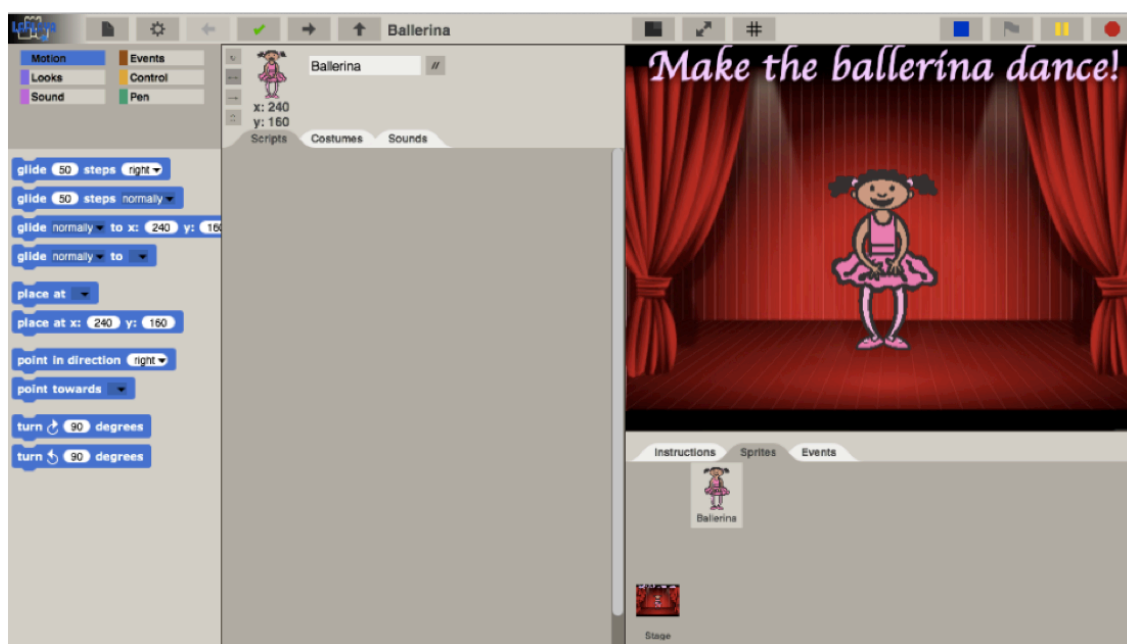 Ballerina
Motion Events
Looks Control
Sound Pen
Ballerina
x: 240
y: 160
Scripts Costumes Sounds
glide 50 steps right
glide 50 steps normally
glide normally to x: 240 y: 160
glide normally to
place at
place at x: 240 y: 160
point in direction right
point towards
turn 90 degrees
turn 90 degrees
Make the ballerina dance!
Instructions Sprites Events
Ballerina
Stage